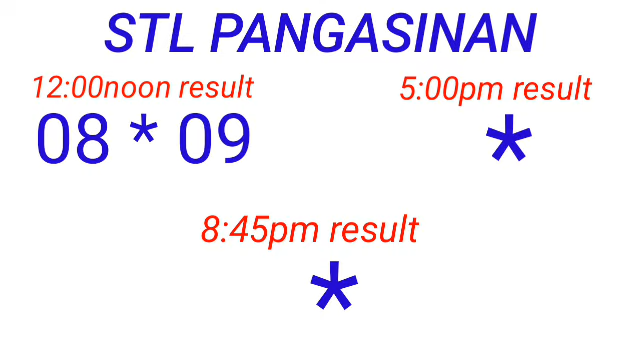 STL PANGASINAN
12:00noon result
08 * 09
5:00pm result
*
8:45pm result
*